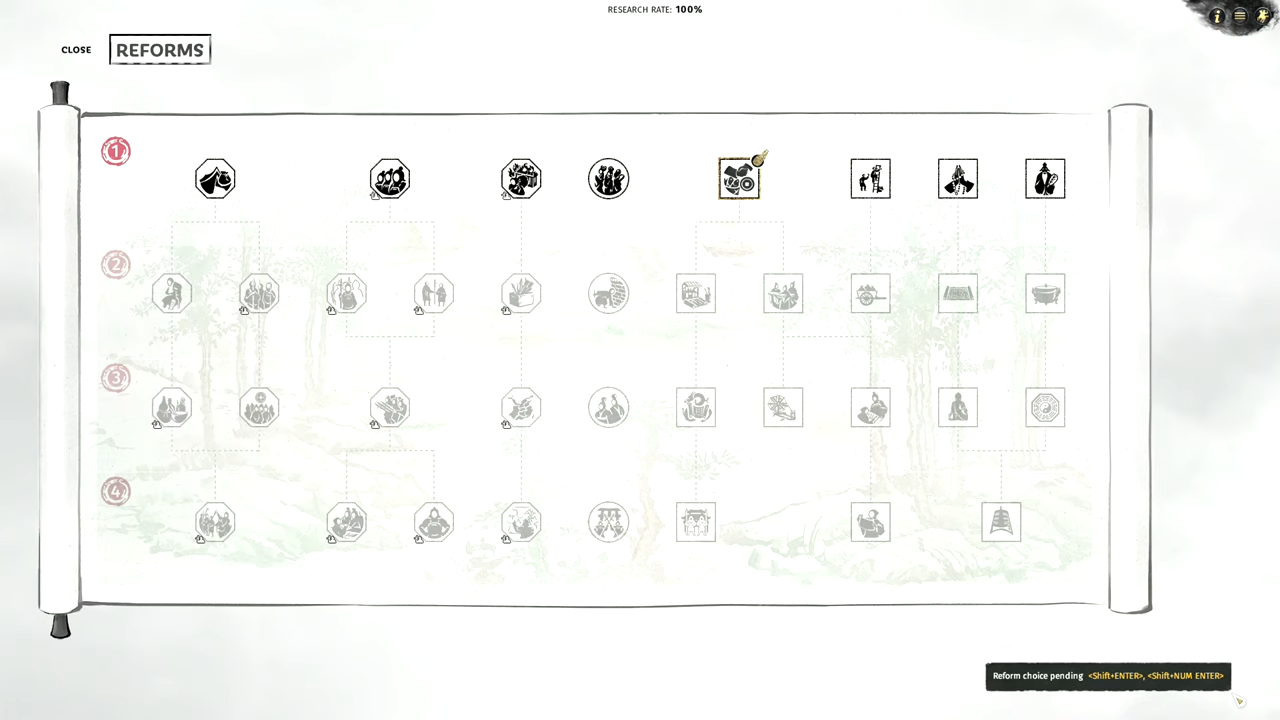 RESEARCH RATE: 100%
CLOSE REFORMS
1
2
3
4
Reform choice pending <Shift+ENTER>, <Shift+NUM ENTER>